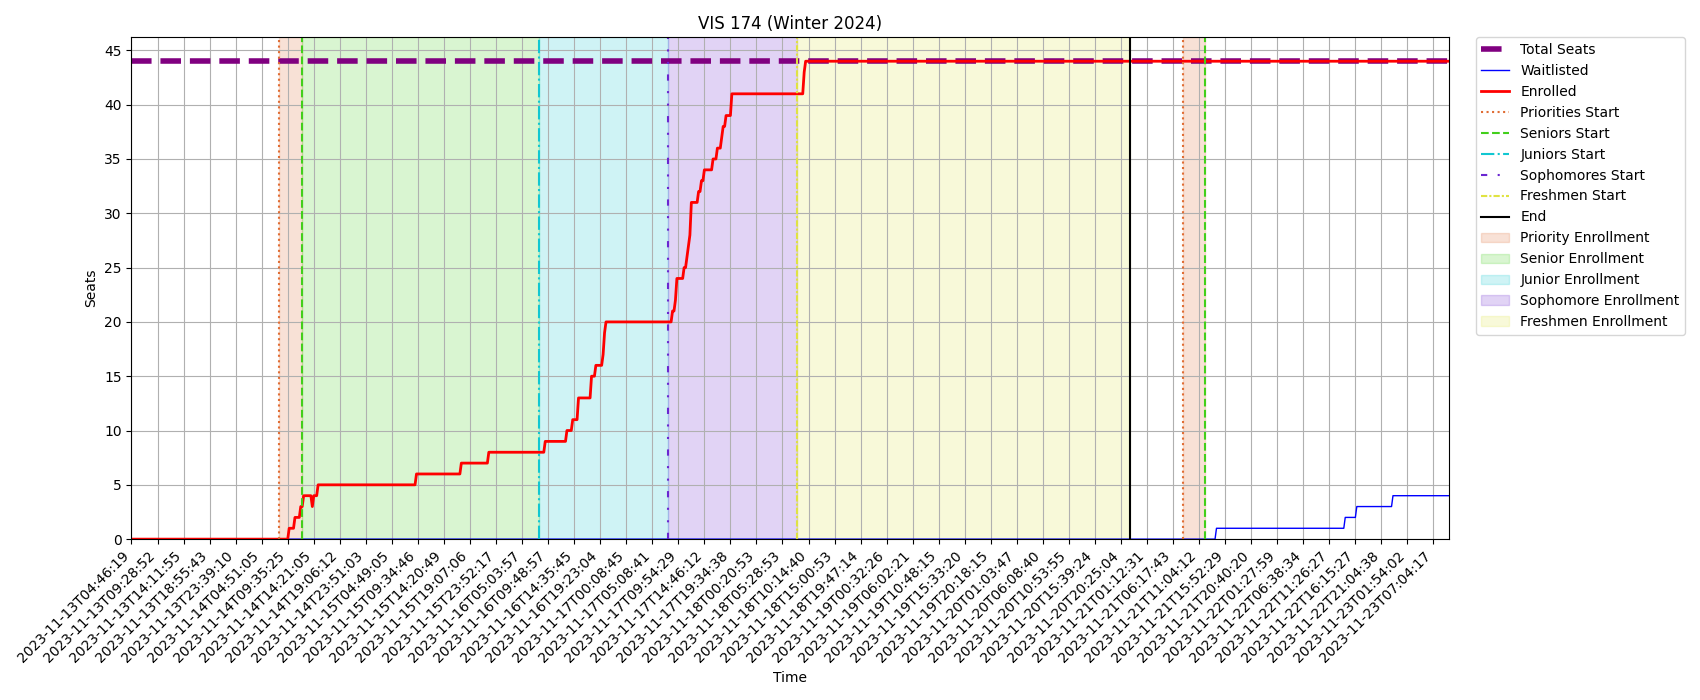 VIS 174 (Winter 2024)
Seats
45
40
35
30
25
20
15
10
5
0
2023-11-13T04:46:19
2023-11-13T09:28:52
2023-11-13T14:11:55
2023-11-13T18:55:43
2023-11-13T23:39:10
2023-11-14T04:51:05
2023-11-14T09:35:25
2023-11-14T14:21:05
2023-11-14T19:06:12
2023-11-14T23:51:03
2023-11-15T04:49:05
2023-11-15T09:34:46
2023-11-15T14:20:49
2023-11-15T19:07:06
2023-11-15T23:52:17
2023-11-16T05:03:57
2023-11-16T09:48:57
2023-11-16T14:35:45
2023-11-16T19:23:04
2023-11-17T00:08:45
2023-11-17T05:08:41
2023-11-17T09:54:29
2023-11-17T14:46:12
2023-11-17T19:34:38
2023-11-18T00:20:53
2023-11-18T05:28:53
2023-11-18T10:14:40
2023-11-18T15:00:53
2023-11-18T19:47:14
2023-11-19T00:32:26
2023-11-19T06:02:21
2023-11-19T10:48:15
2023-11-19T15:33:20
2023-11-19T20:18:15
2023-11-20T01:03:47
2023-11-20T06:08:40
2023-11-20T10:53:55
2023-11-20T15:39:24
2023-11-20T20:25:04
2023-11-21T01:12:31
2023-11-21T06:17:43
2023-11-21T11:04:12
2023-11-21T15:52:29
2023-11-21T20:40:20
2023-11-22T01:27:59
2023-11-22T06:38:34
2023-11-22T11:26:27
2023-11-22T16:15:27
2023-11-22T21:04:38
2023-11-23T01:54:02
2023-11-23T07:04:17
Time
Total Seats
Waitlisted
Enrolled
Priorities Start
Seniors Start
Juniors Start
Sophomores Start
Freshmen Start
End
Priority Enrollment
Senior Enrollment
Junior Enrollment
Sophomore Enrollment
Freshmen Enrollment